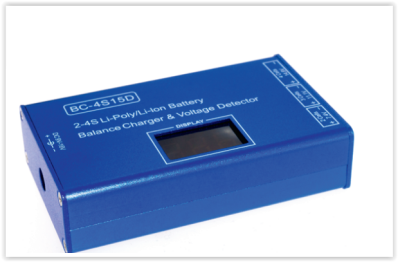 BC-4S15D
2-4S Li-Poly/Li-Ion Battery
Balance Charger & Voltage Detector
DISPLAY